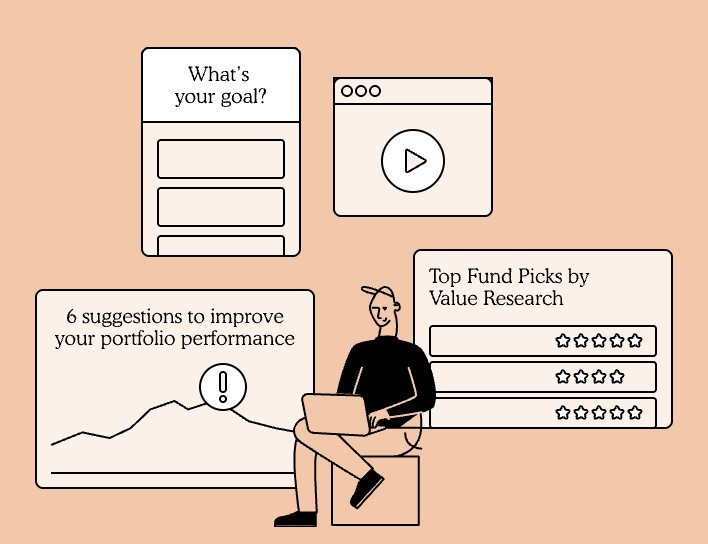 What's
your goal?
Top Fund Picks by
Value Research
6 suggestions to improve
your portfolio performance